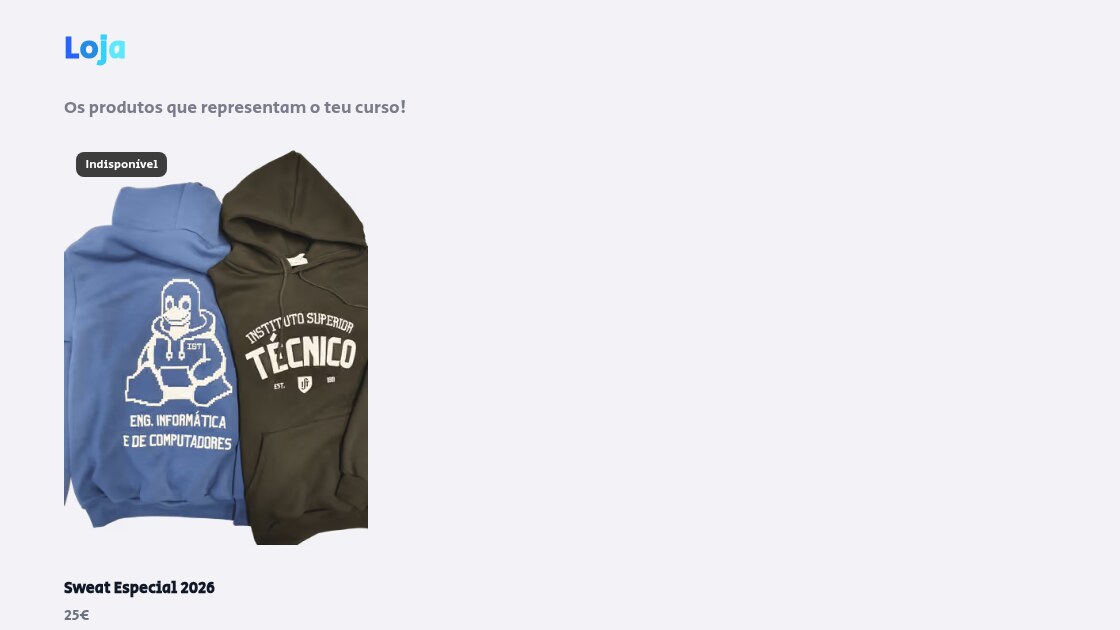 Loja
Os produtos que representam o teu curso!
Indisponível
IST
ENG. INFORMÁTICA
E DE COMPUTADORES
INSTITUTO SUPERIOR
TÉCNICO
EST.
Sweat Especial 2026
25€